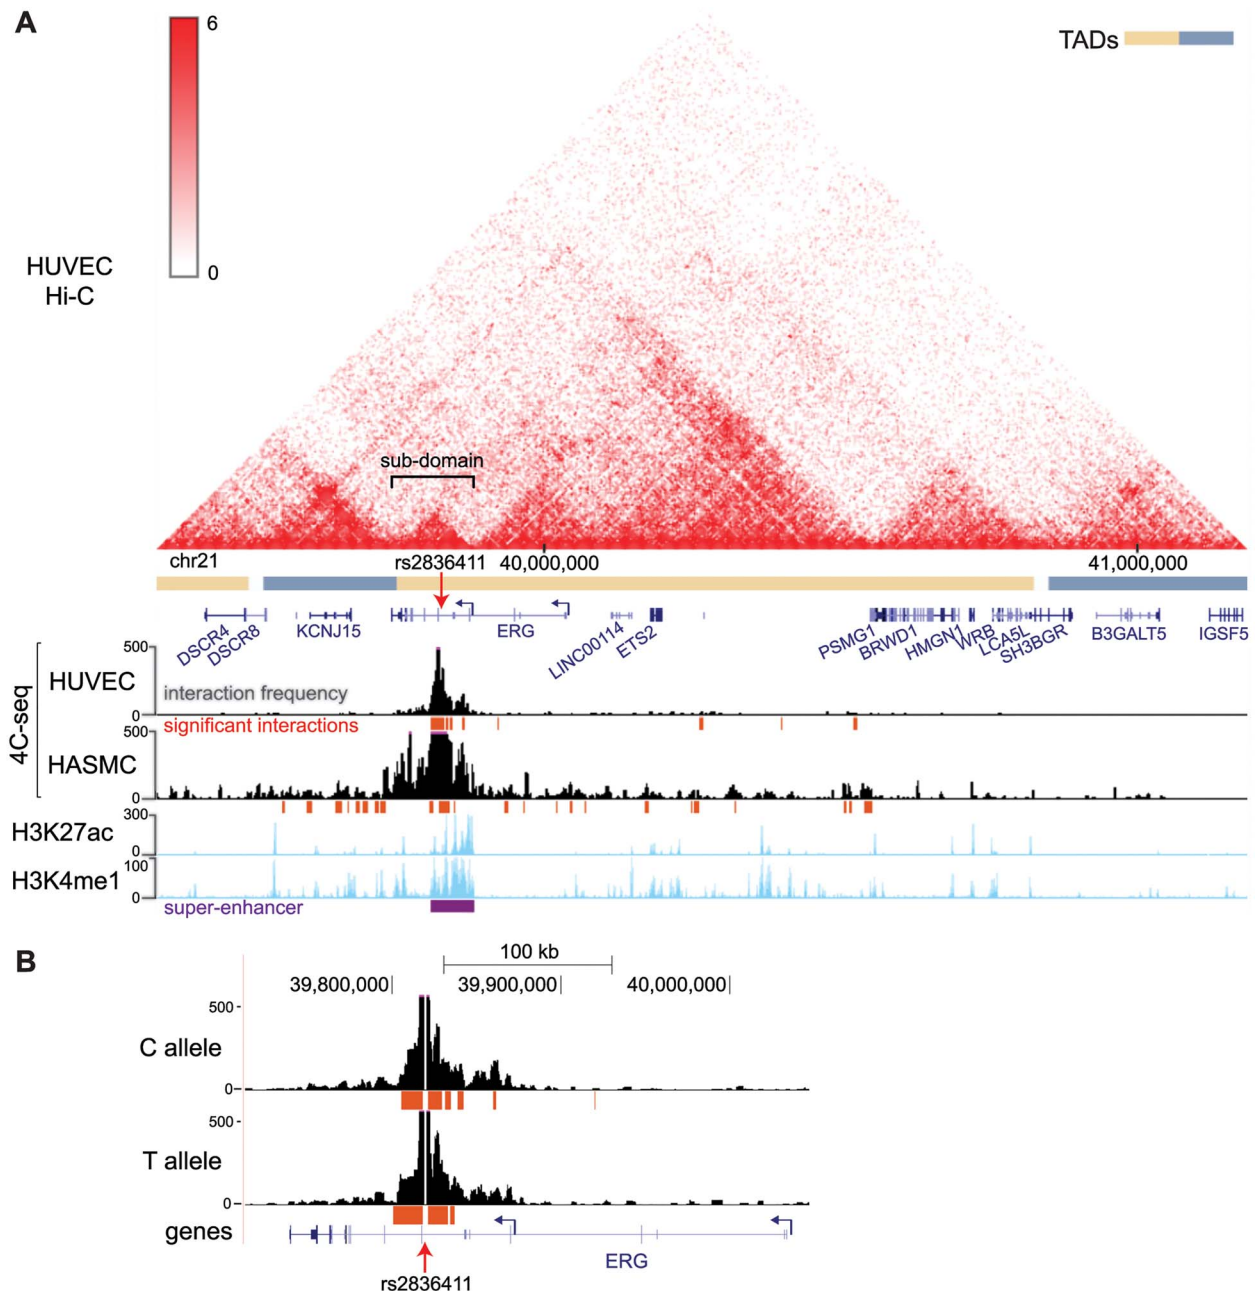 A
6
TADs
0
HUVEC
Hi-C
sub-domain
chr21
rs2836411
40,000,000
41,000,000
DSCR4
DSCR8
KCNJ15
ERG
LINC00114
ETS2
PSMG1
BRWD1
HMGN1
WRB
LCA5L
SH3BGR
B3GALT5
IGSF5
4C-seq
500
HUVEC
interaction frequency
0
significant interactions
500
HASMC
0
300
H3K27ac
0
100
H3K4me1
0
super-enhancer
B
100 kb
39,800,000
39,900,000
40,000,000
500
C allele
0
500
T allele
0
genes
ERG
rs2836411